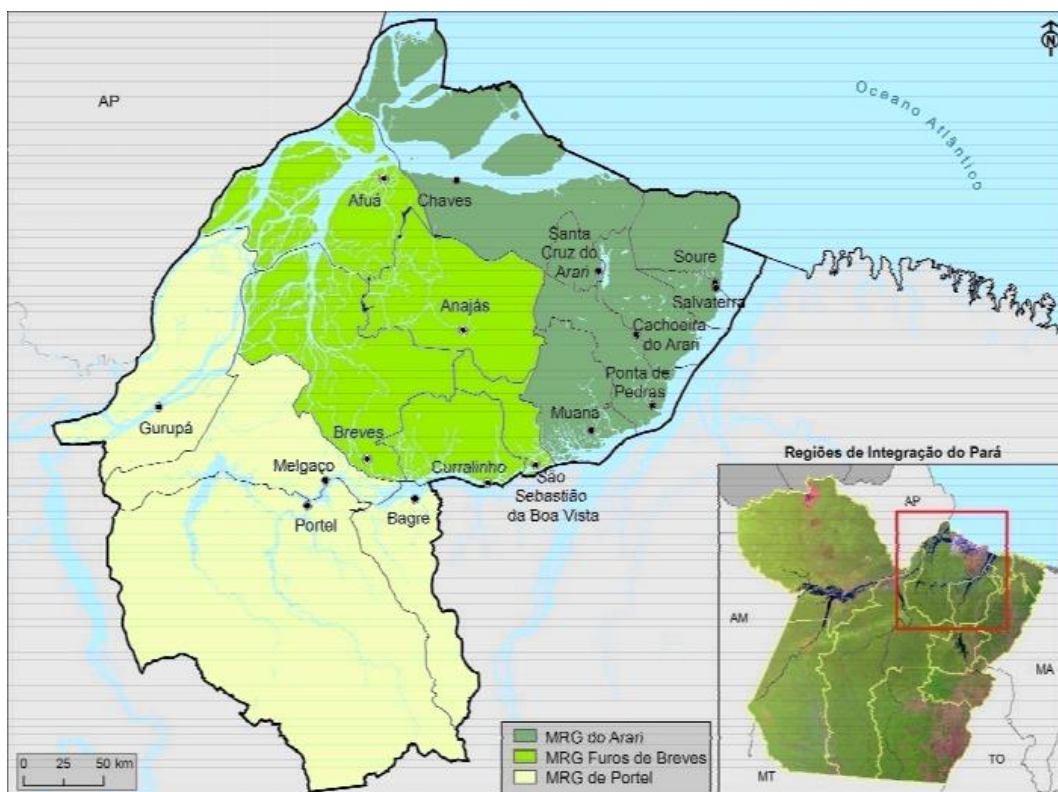 N
AP
Oceano Atlântico
Afuá
Chaves
Santa
Cruz do
Arari
Soure
Salvaterra
Anajás
Cachoeira
do Arari
Ponta de
Pedras
Muaná
Gurupá
Breves
Melgaço
Curralinho
São
Sebastião
da Boa Vista
Portel
Bagre
Regiões de Integração do Pará
AP
AM
MA
MT
TO
MRG do Arari
MRG Furos de Breves
MRG de Portel
0 25 50 km